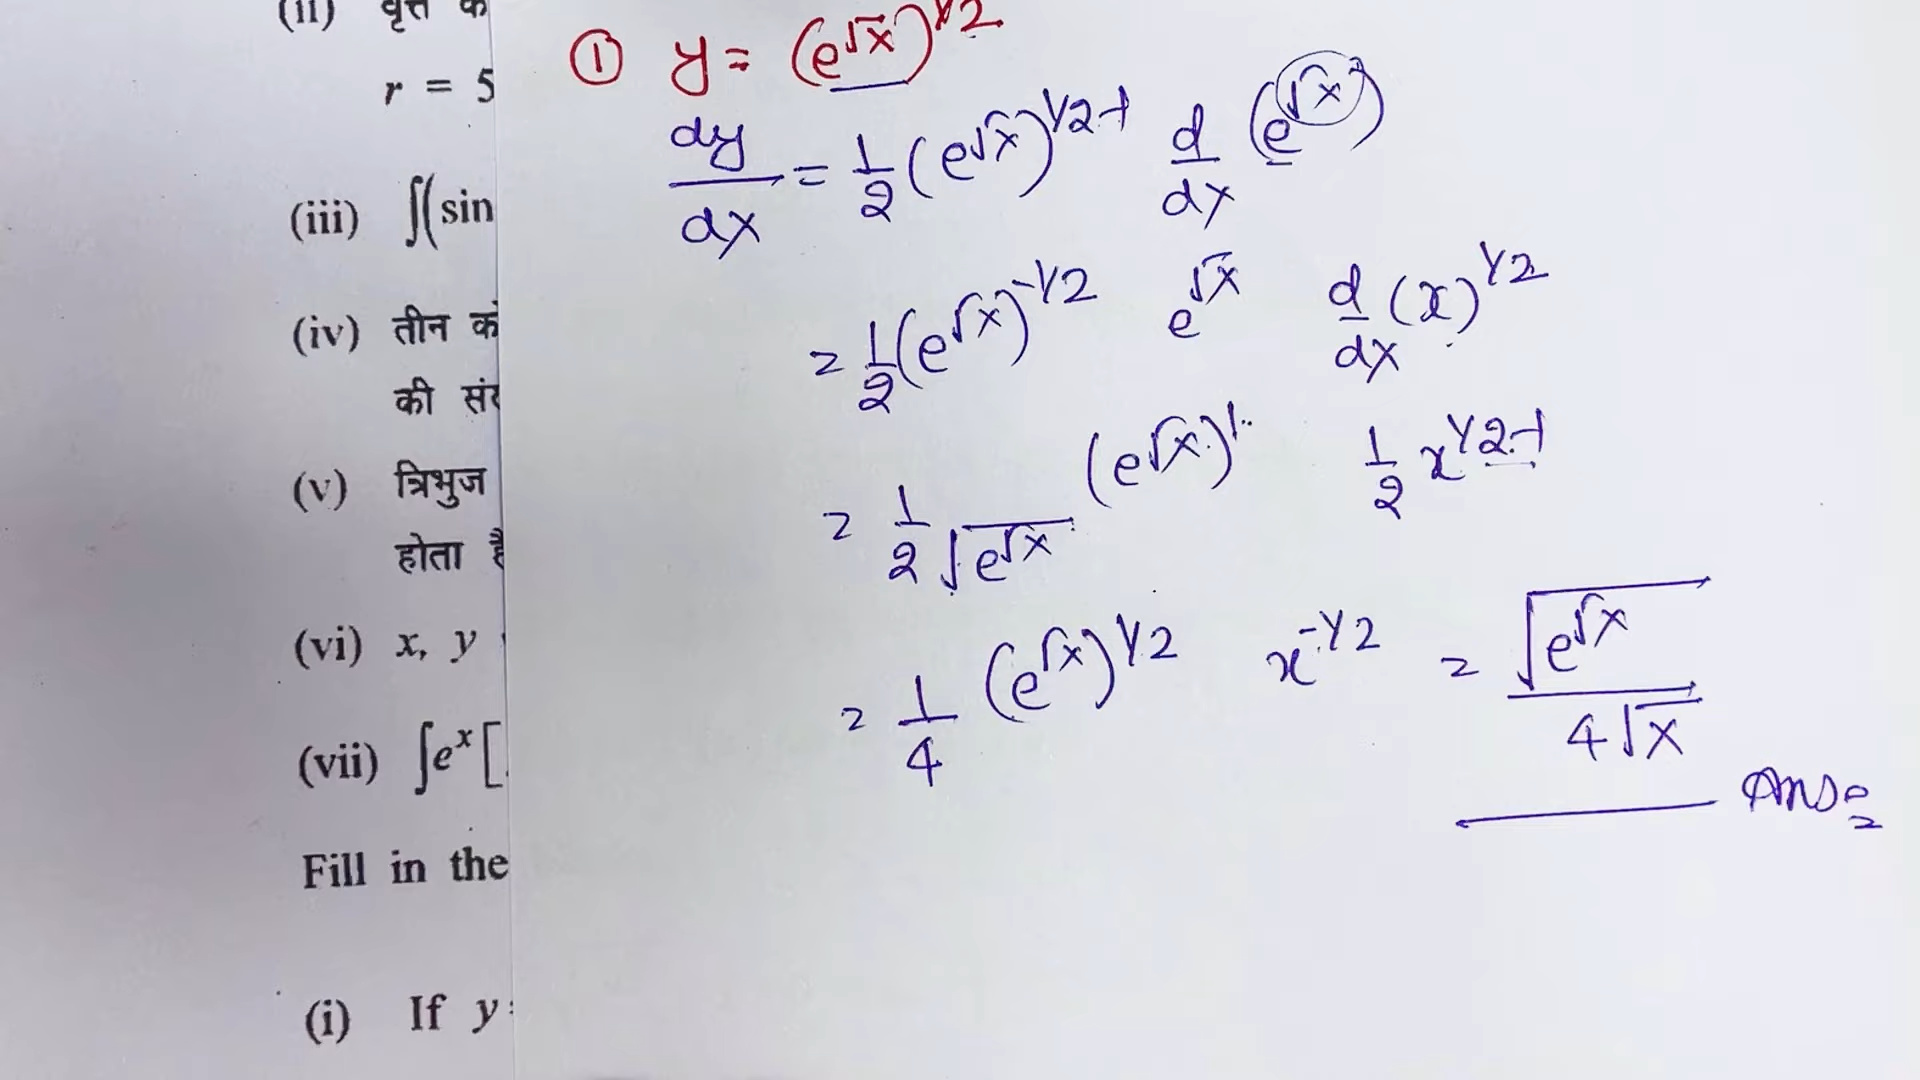 (ii) वृत्त क
r = 5
(iii) ∫(sin
(iv) तीन को
की सं
(v) त्रिभुज
होता है
(vi) x, y
(vii) ∫eˣ [
Fill in the
(i) If y
① y = (e^√x)^1/2
dy/dx = 1/2 (e^√x)^1/2-1 d/dx (e^√x)
= 1/2 (e^√x)^-1/2 e^√x d/dx (x)^1/2
= 1/2√e^√x (e^√x)^1 1/2 x^1/2-1
= 1/4 (e^√x)^1/2 x^-1/2 = √e^√x / 4√x
Ans=